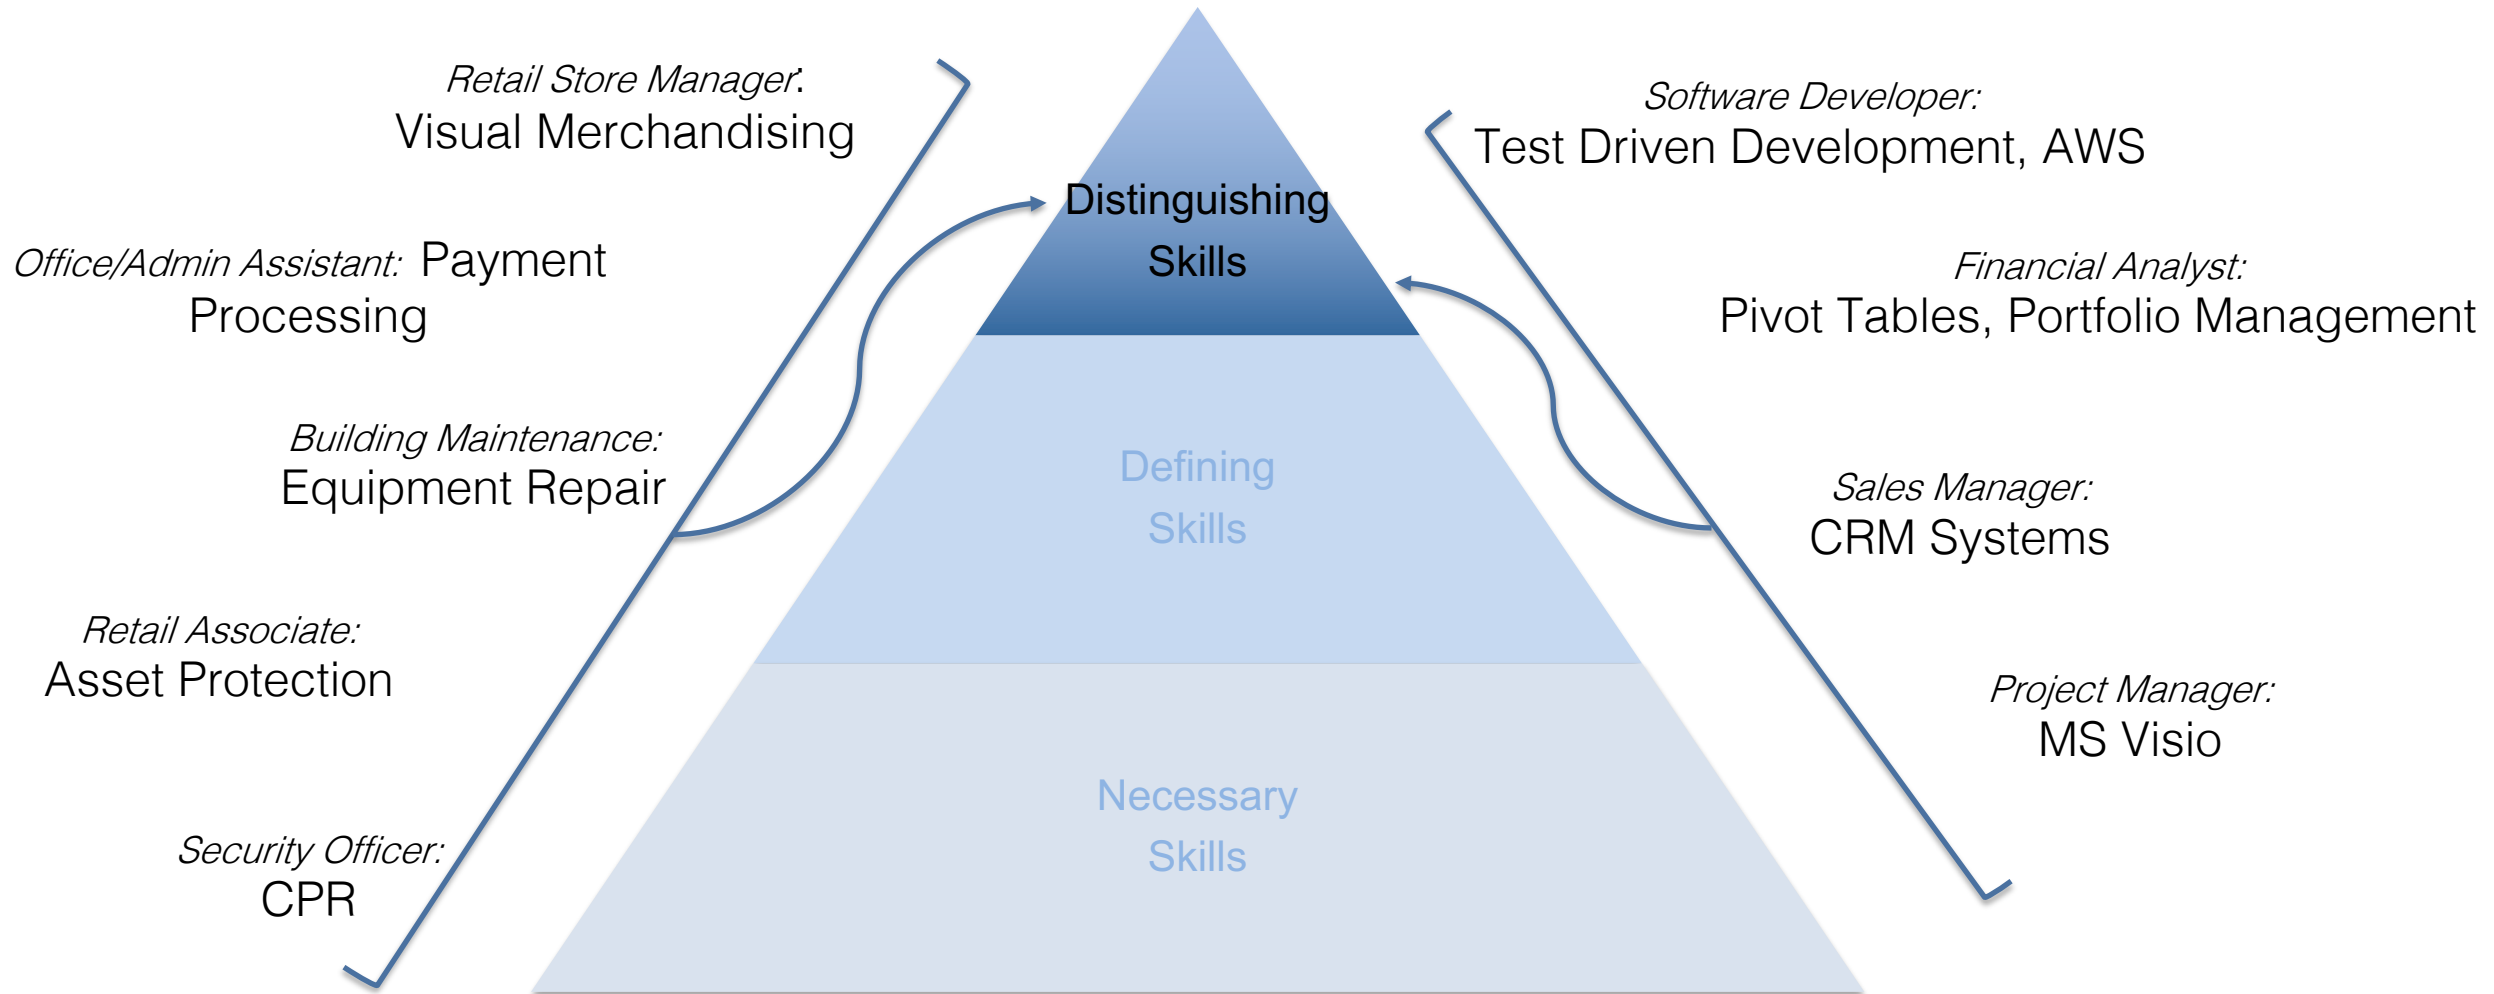 Retail Store Manager:
Visual Merchandising
Office/Admin Assistant: Payment
Processing
Building Maintenance:
Equipment Repair
Retail Associate:
Asset Protection
Security Officer:
CPR
Distinguishing
Skills
Defining
Skills
Necessary
Skills
Software Developer:
Test Driven Development, AWS
Financial Analyst:
Pivot Tables, Portfolio Management
Sales Manager:
CRM Systems
Project Manager:
MS Visio